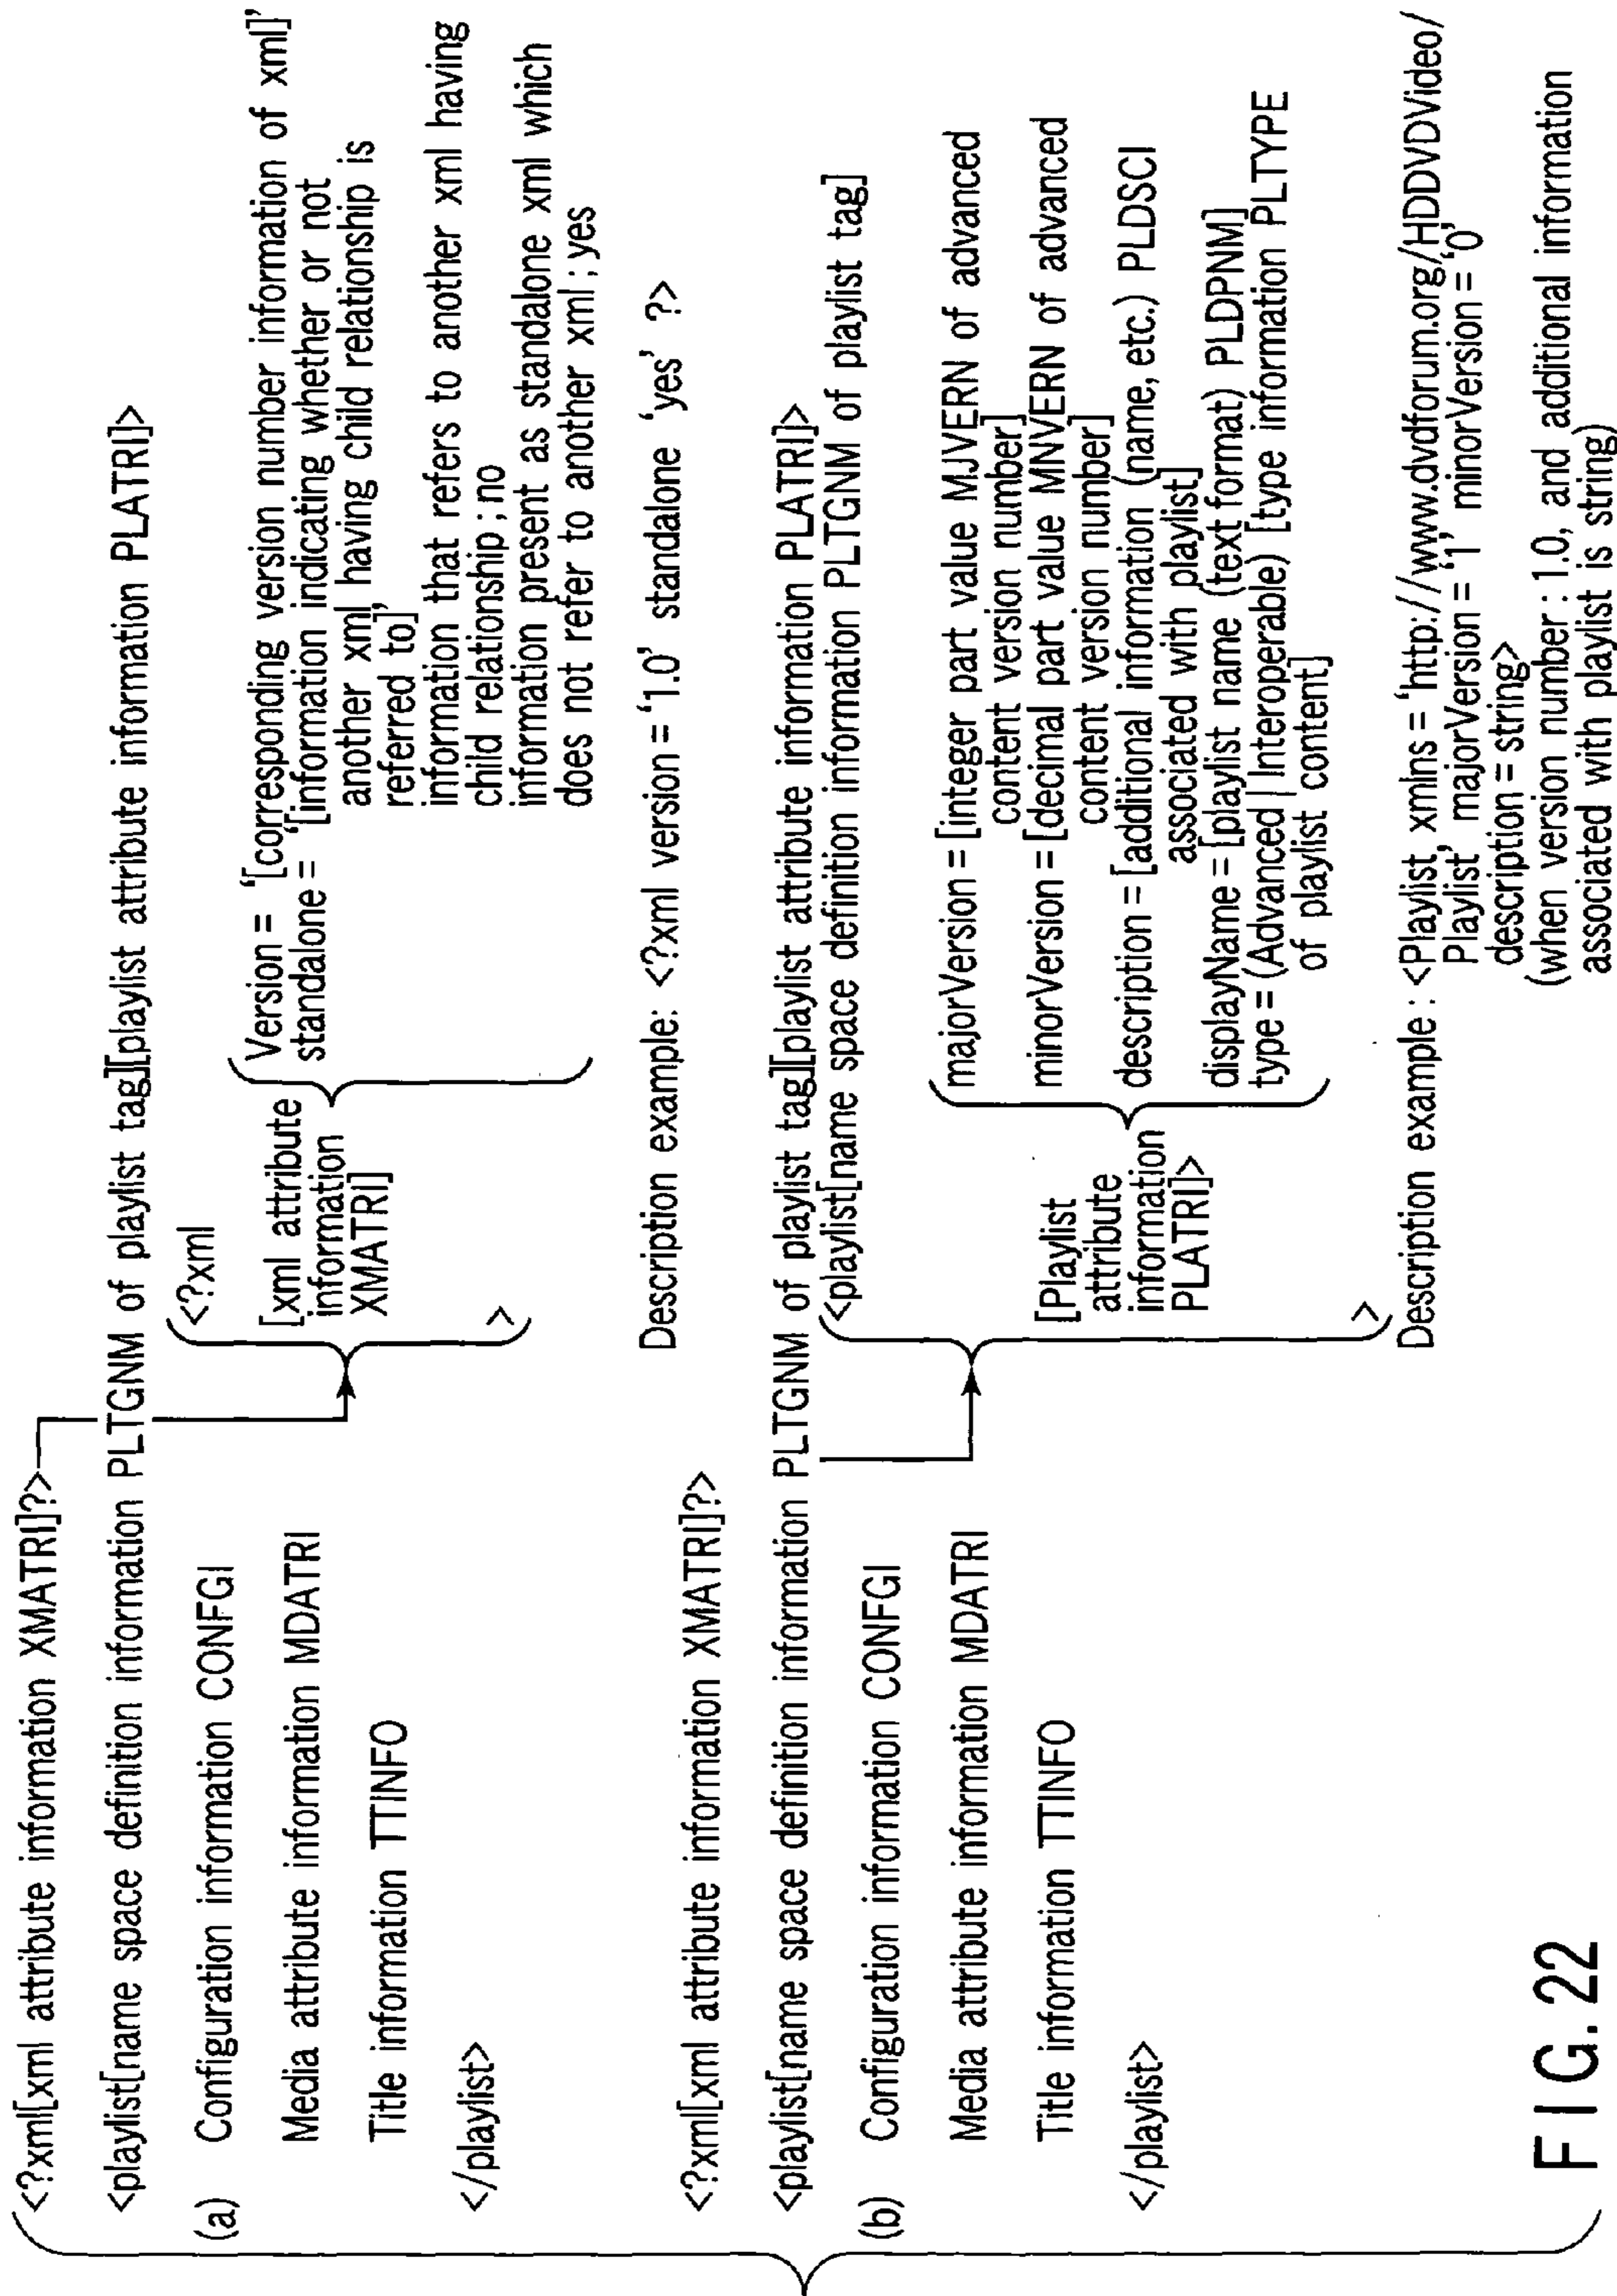 <?xml[xml attribute information XMATRI]?>
<playlist[name space definition information PLTGNM of playlist tag][playlist attribute information PLATRI]>
(a)
Configuration information CONFGI
Media attribute information MDATRI
Title information TTINFO
</playlist>
<?xml
[xml attribute
information
XMATRI]
>
Version = '[corresponding version number information of xml]'
standalone = '[information indicating whether or not
another xml having child relationship is
referred to]'
information that refers to another xml having
child relationship ; no
information present as standalone xml which
does not refer to another xml ; yes
Description example: <?xml version = '1.0' standalone 'yes' ?>
<?xml[xml attribute information XMATRI]?>
<playlist[name space definition information PLTGNM of playlist tag][playlist attribute information PLATRI]>
(b)
Configuration information CONFGI
Media attribute information MDATRI
Title information TTINFO
</playlist>
<playlist[name space definition information PLTGNM of playlist tag]
[Playlist
attribute
information
PLATRI]>
>
majorVersion = [integer part value MJVERN of advanced
content version number]
minorVersion = [decimal part value MNVERN of advanced
content version number]
description = [additional information (name, etc.) PLDSCI
associated with playlist]
displayName = [playlist name (text format) PLDPNM]
type = (Advanced | Interoperable) [type information PLTYPE
of playlist content]
Description example : <Playlist, xmlns = 'http://www.dvdforum.org/HDDVDVideo/
Playlist' majorVersion = '1' minorVersion = '0'
description = string>
(when version number : 1.0, and additional information
associated with playlist is string)
FIG. 22